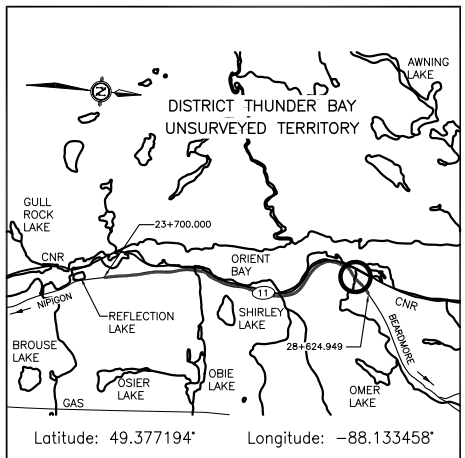 AWNING
LAKE
N
DISTRICT THUNDER BAY
UNSURVEYED TERRITORY
GULL
ROCK
LAKE
23+700.000
CNR
ORIENT
BAY
NIPIGON
11
CNR
REFLECTION
LAKE
SHIRLEY
LAKE
BEARDMORE
28+624.949
BROUSE
LAKE
OSIER
LAKE
OBIE
LAKE
OMER
LAKE
GAS
Latitude: 49.377194° Longitude: -88.133458°